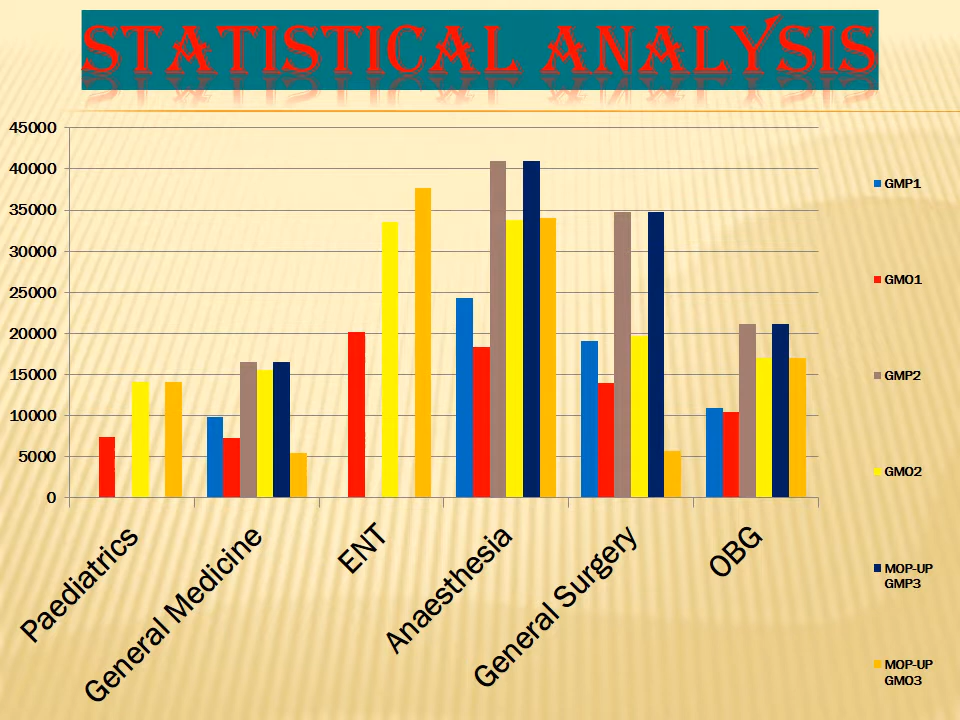 STATISTICAL ANALYSIS
45000
40000
35000
30000
25000
20000
15000
10000
5000
0
Paediatrics
General Medicine
ENT
Anaesthesia
General Surgery
OBG
GMP1
GMO1
GMP2
GMO2
MOP-UP
GMP3
MOP-UP
GMO3